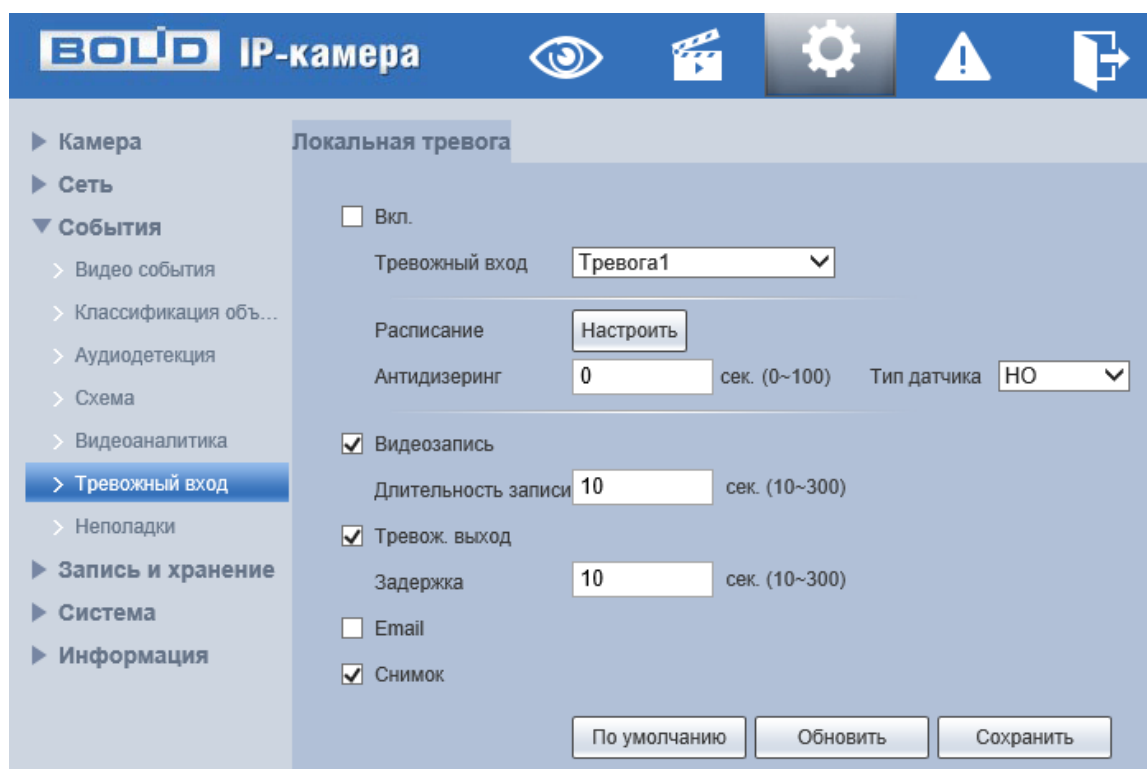 BOLID IP-камера
Камера
Сеть
События
Видео события
Классификация объ...
Аудиодетекция
Схема
Видеоаналитика
Тревожный вход
Неполадки
Запись и хранение
Система
Информация
Локальная тревога
Вкл.
Тревожный вход Тревога1
Расписание Настроить
Антидизеринг 0 сек. (0~100) Тип датчика НО
Видеозапись
Длительность записи 10 сек. (10~300)
Тревож. выход
Задержка 10 сек. (10~300)
Email
Снимок
По умолчанию Обновить Сохранить